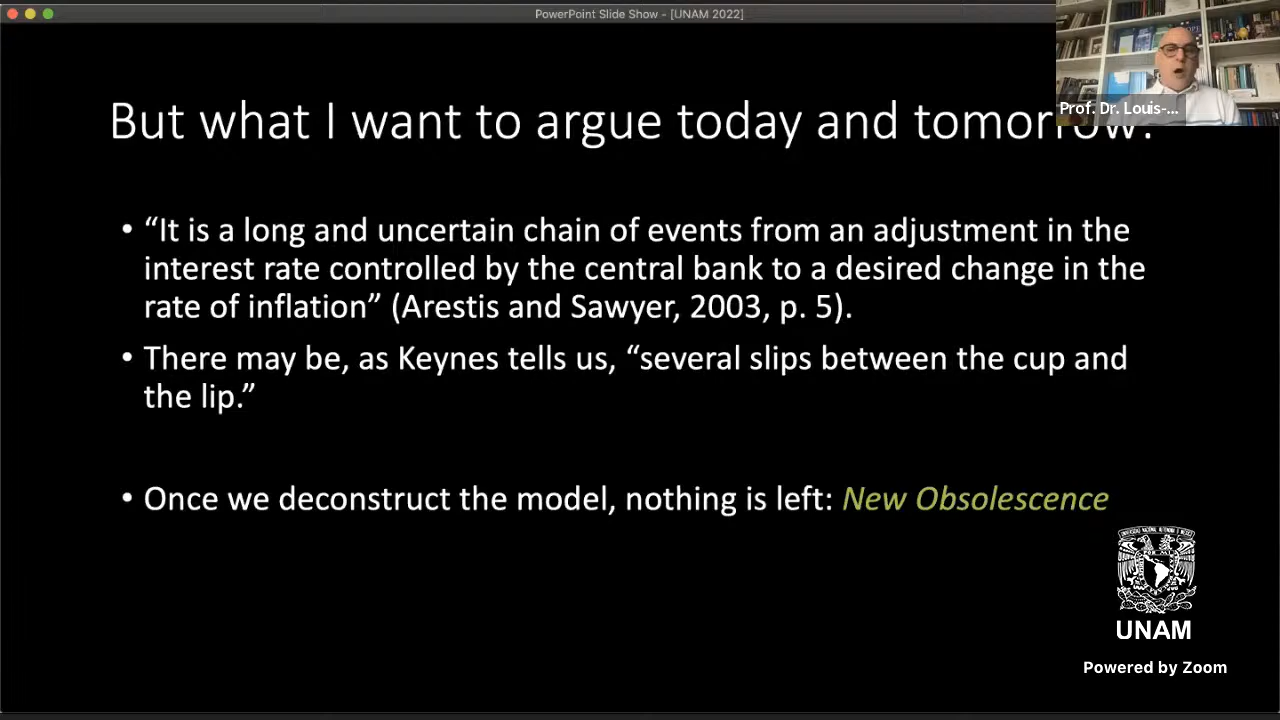 PowerPoint Slide Show - [UNAM 2022]
Prof. Dr. Louis-...
But what I want to argue today and tomorrow:
• “It is a long and uncertain chain of events from an adjustment in the
interest rate controlled by the central bank to a desired change in the
rate of inflation” (Arestis and Sawyer, 2003, p. 5).
• There may be, as Keynes tells us, “several slips between the cup and
the lip.”
• Once we deconstruct the model, nothing is left: New Obsolescence
UNAM
Powered by Zoom